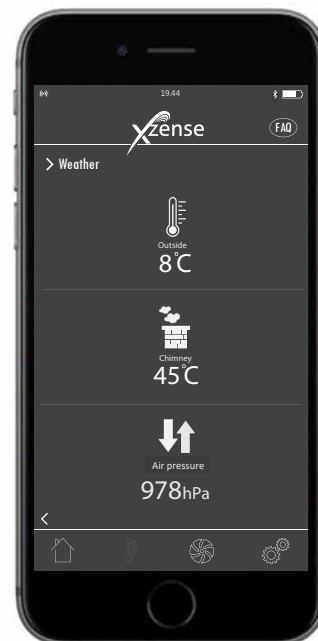 19.44
xzense
FAQ
> Weather
Outside
8°C
Chimney
45°C
Air pressure
978hPa
<